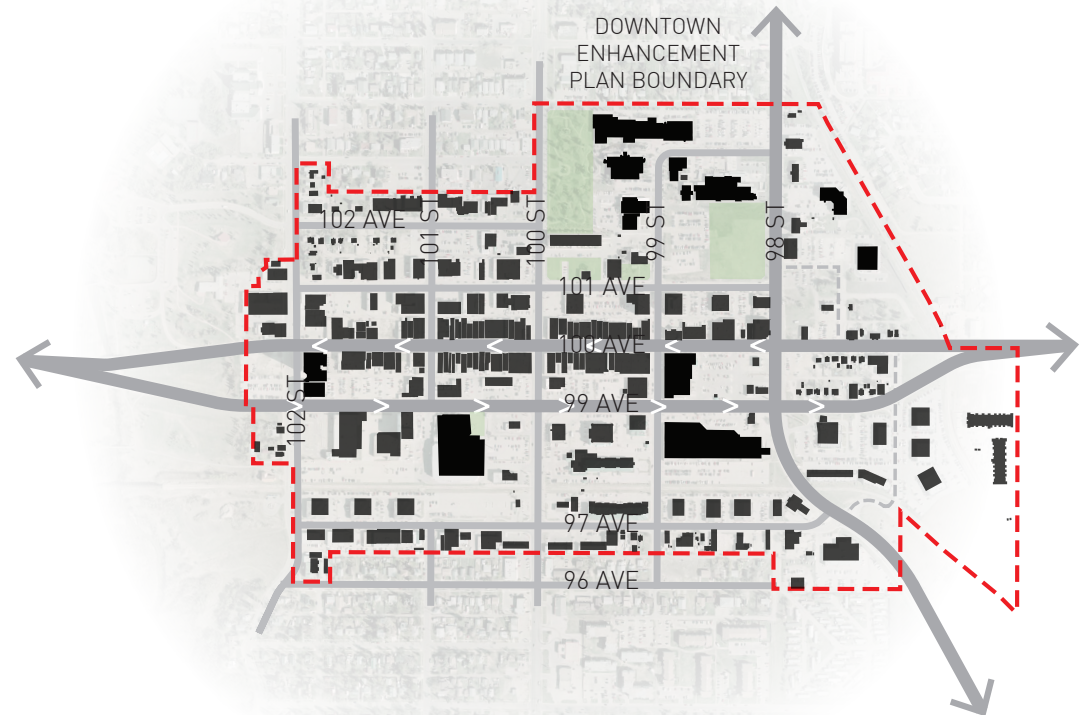 DOWNTOWN
ENHANCEMENT
PLAN BOUNDARY
102 AVE
101 ST
100 ST
99 ST
98 ST
101 AVE
100 AVE
102 ST
99 AVE
97 AVE
96 AVE